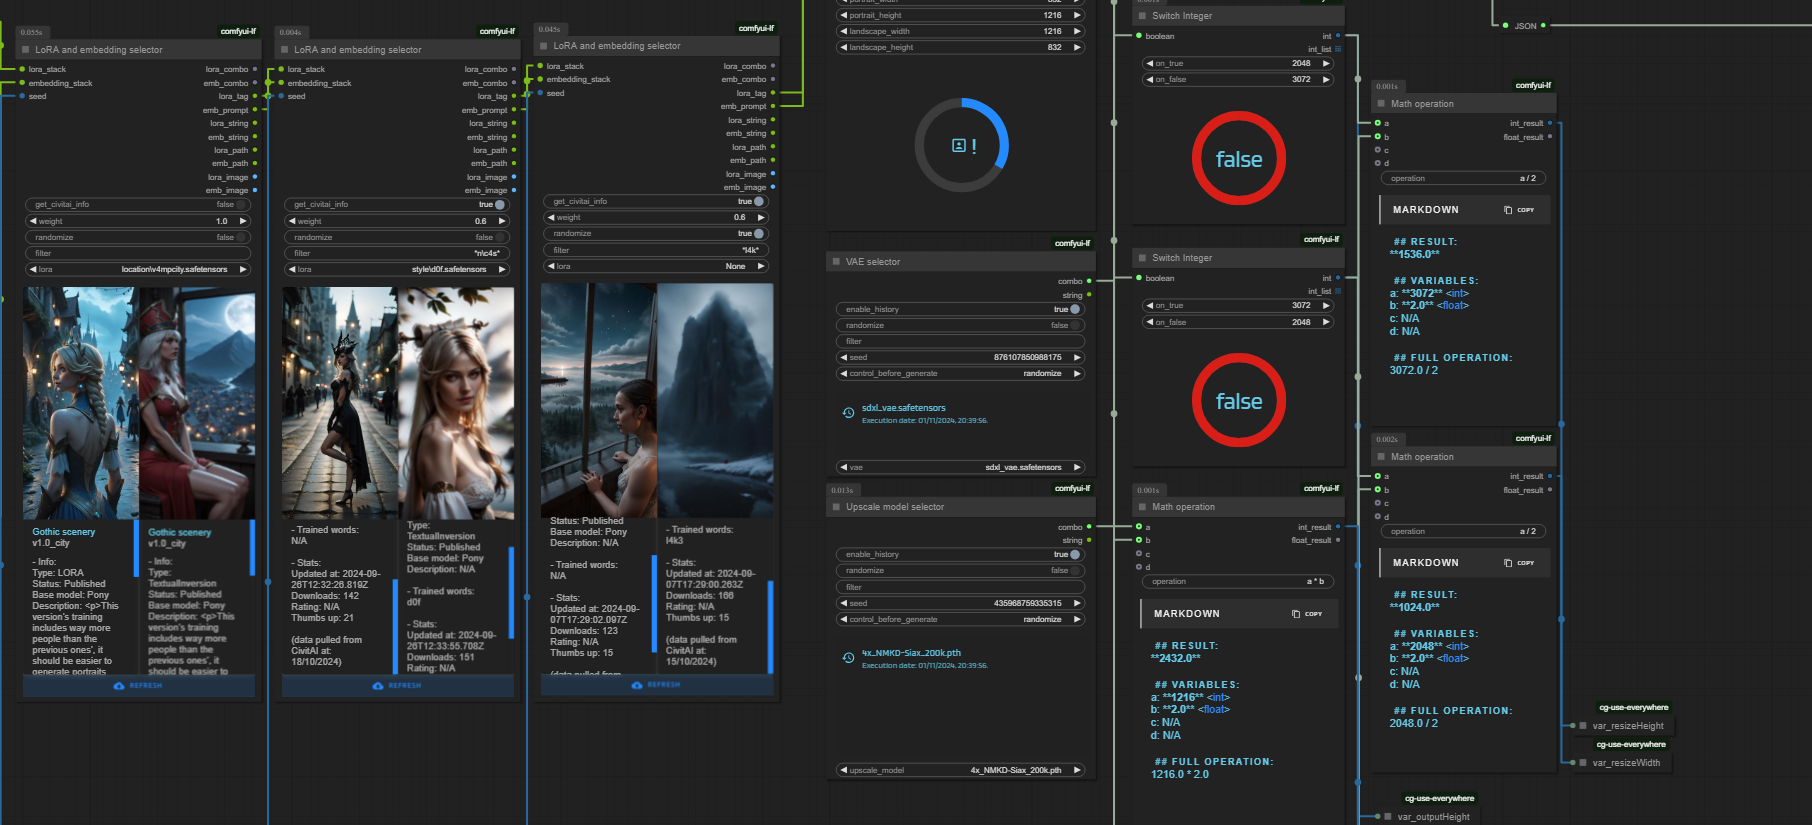 0.055s
comfyui-lf
LoRA and embedding selector
lora_stack
lora_combo
embedding_stack
emb_combo
seed
lora_tag
emb_prompt
lora_string
emb_string
lora_path
emb_path
lora_image
emb_image
get_civitai_info false
weight 1.0
randomize false
filter
lora location\v4mpcity.safetensors
Gothic scenery
v1.0_city
- Info:
Type: LORA
Status: Published
Base model: Pony
Description: <p>This
version's training
includes way more
people than the
previous ones', it
should be easier to
generate portraits
Gothic scenery
v1.0_city
- Info:
Type:
TextualInversion
Status: Published
Base model: Pony
Description: <p>This
version's training
includes way more
people than the
previous ones', it
should be easier to
REFRESH
0.004s
comfyui-lf
LoRA and embedding selector
lora_stack
lora_combo
embedding_stack
emb_combo
seed
lora_tag
emb_prompt
lora_string
emb_string
lora_path
emb_path
lora_image
emb_image
get_civitai_info true
weight 0.6
randomize false
filter *n\c4s*
lora style\d0f.safetensors
- Trained words:
N/A
- Stats:
Updated at: 2024-09-
26T12:32:26.819Z
Downloads: 142
Rating: N/A
Thumbs up: 21
(data pulled from
CivitAI at:
18/10/2024)
Type:
TextualInversion
Status: Published
Base model: Pony
Description: N/A
- Trained words:
d0f
- Stats:
Updated at: 2024-09-
26T12:33:55.708Z
Downloads: 151
Rating: N/A
REFRESH
0.045s
comfyui-lf
LoRA and embedding selector
lora_stack
lora_combo
embedding_stack
emb_combo
seed
lora_tag
emb_prompt
lora_string
emb_string
lora_path
emb_path
lora_image
emb_image
get_civitai_info true
weight 0.6
randomize true
filter *l4k*
lora None
Status: Published
Base model: Pony
Description: N/A
- Trained words:
N/A
- Stats:
Updated at: 2024-09-
07T17:29:02.097Z
Downloads: 123
Rating: N/A
Thumbs up: 15
(data pulled from
- Trained words:
l4k3
- Stats:
Updated at: 2024-09-
07T17:29:00.263Z
Downloads: 166
Rating: N/A
Thumbs up: 15
(data pulled from
CivitAI at:
15/10/2024)
REFRESH
portrait_width 832
portrait_height 1216
landscape_width 1216
landscape_height 832
!
comfyui-lf
VAE selector
combo
string
enable_history true
randomize false
filter
seed 876107850988175
control_before_generate randomize
sdxl_vae.safetensors
Execution date: 01/11/2024, 20:39:56.
vae sdxl_vae.safetensors
0.013s
comfyui-lf
Upscale model selector
combo
string
enable_history true
randomize false
filter
seed 435968759335315
control_before_generate randomize
4x_NMKD-Siax_200k.pth
Execution date: 01/11/2024, 20:39:56.
upscale_model 4x_NMKD-Siax_200k.pth
Switch Integer
boolean
int
int_list
on_true 2048
on_false 3072
false
comfyui-lf
Switch Integer
boolean
int
int_list
on_true 3072
on_false 2048
false
0.001s
comfyui-lf
Math operation
a
int_result
b
float_result
c
d
operation a * b
MARKDOWN
COPY
## RESULT:
**2432.0**
## VARIABLES:
a: **1216** <int>
b: **2.0** <float>
c: N/A
d: N/A
## FULL OPERATION:
1216.0 * 2.0
JSON
0.001s
comfyui-lf
Math operation
a
int_result
b
float_result
c
d
operation a / 2
MARKDOWN
COPY
## RESULT:
**1536.0**
## VARIABLES:
a: **3072** <int>
b: **2.0** <float>
c: N/A
d: N/A
## FULL OPERATION:
3072.0 / 2
0.002s
comfyui-lf
Math operation
a
int_result
b
float_result
c
d
operation a / 2
MARKDOWN
COPY
## RESULT:
**1024.0**
## VARIABLES:
a: **2048** <int>
b: **2.0** <float>
c: N/A
d: N/A
## FULL OPERATION:
2048.0 / 2
cg-use-everywhere
var_resizeHeight
cg-use-everywhere
var_resizeWidth
cg-use-everywhere
var_outputHeight